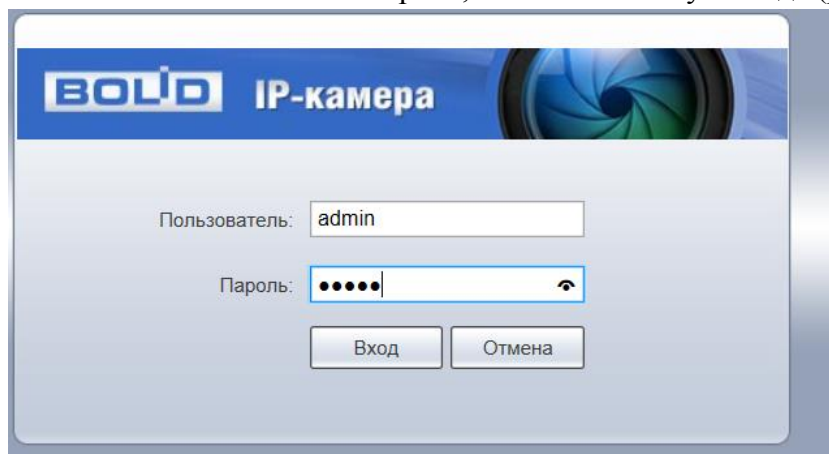 BOLID IP-камера
Пользователь: admin
Пароль: •••••
Вход Отмена